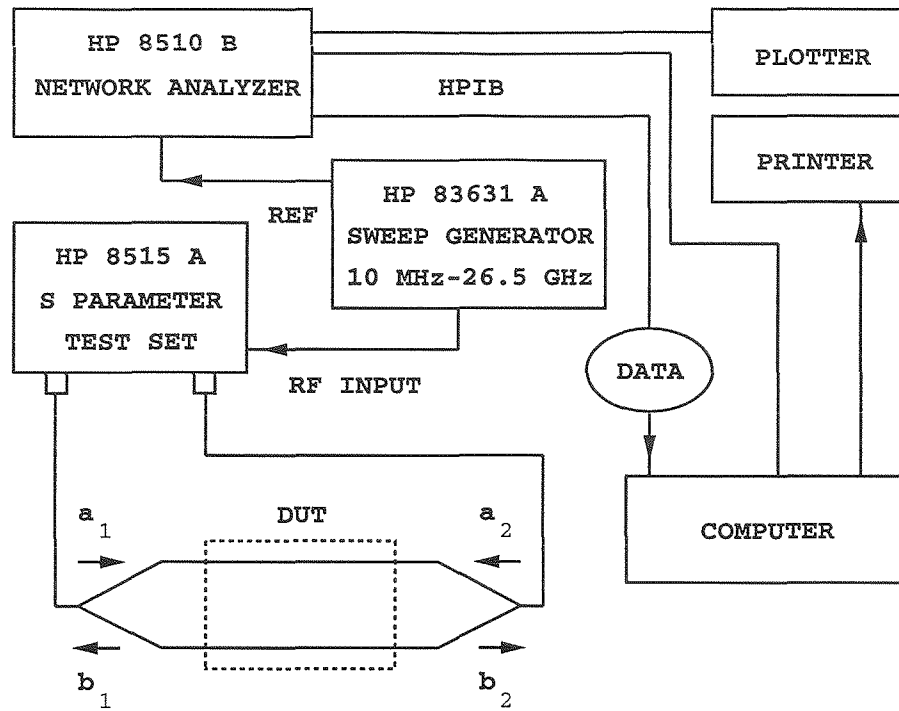 HP 8510 B
NETWORK ANALYZER
HPIB
PLOTTER
PRINTER
REF
HP 83631 A
SWEEP GENERATOR
10 MHz-26.5 GHz
HP 8515 A
S PARAMETER
TEST SET
RF INPUT
DATA
COMPUTER
a1
DUT
a2
b1
b2